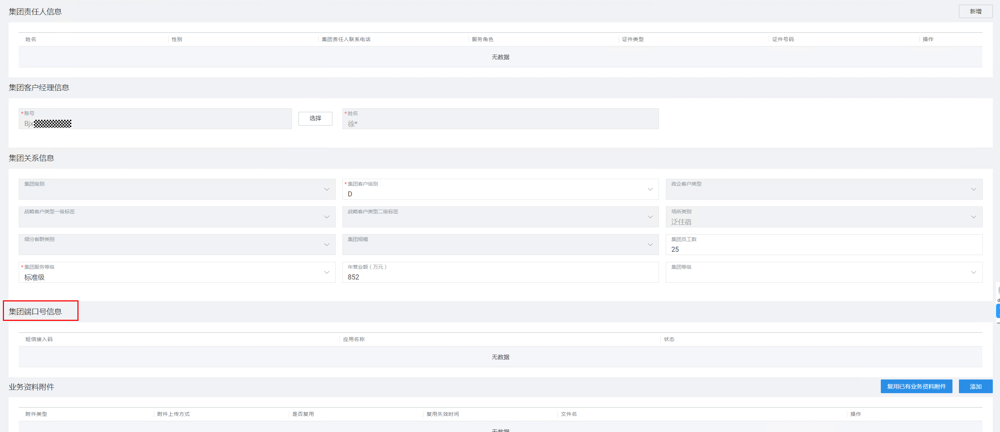 集团责任人信息 新增
姓名 性别 集团责任人联系电话 服务角色 证件类型 证件号码 操作
无数据
集团客户经理信息
*账号 *姓名
Bjx 选择 徐*
集团关系信息
集团级别 *集团客户级别 政企客户类型
D
战略客户类型一级标签 战略客户类型二级标签 场所类别
泛住宿
细分客群类别 集团规模 集团员工数
25
*集团服务等级 年营业额（万元） 集团等级
标准级 852
集团端口号信息
短信接入码 应用名称 状态
无数据
业务资料附件 复用已有业务资料附件 添加
附件类型 附件上传方式 是否复用 复用失效时间 文件名 操作
无数据